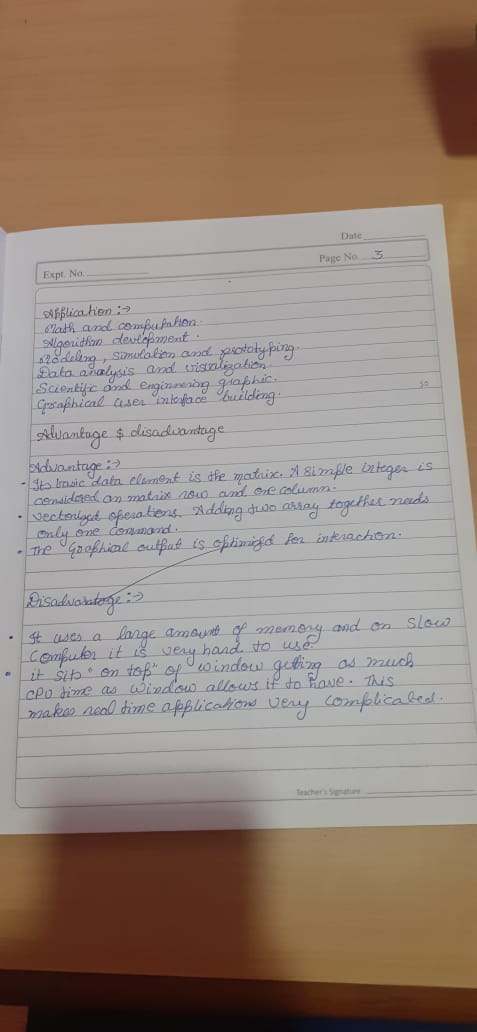 Date
Page No. 3
Expt. No.
Application :->
Math and computation.
Algorithm devlopment.
Modeling, simulation and prototyping.
Data analysis and visualization.
Scientific and enginnering graphic.
Graphical user interface building.
Advantage $ disadvantage
Advantage :->
- Its basic data element is the matrix. A simple integer is
considered an matrix row and one column.
• vectorized operations. Adding two array together needs
only one command.
• The Graphical output is optimized for interaction.
Disadvantage :->
• It uses a large amount of memory and on slow
Computer it is very hard to use.
• it sits "on top" of window getting as much
CPU time as window allows it to have. This
makes real time applications very complicated.
Teacher's Signature